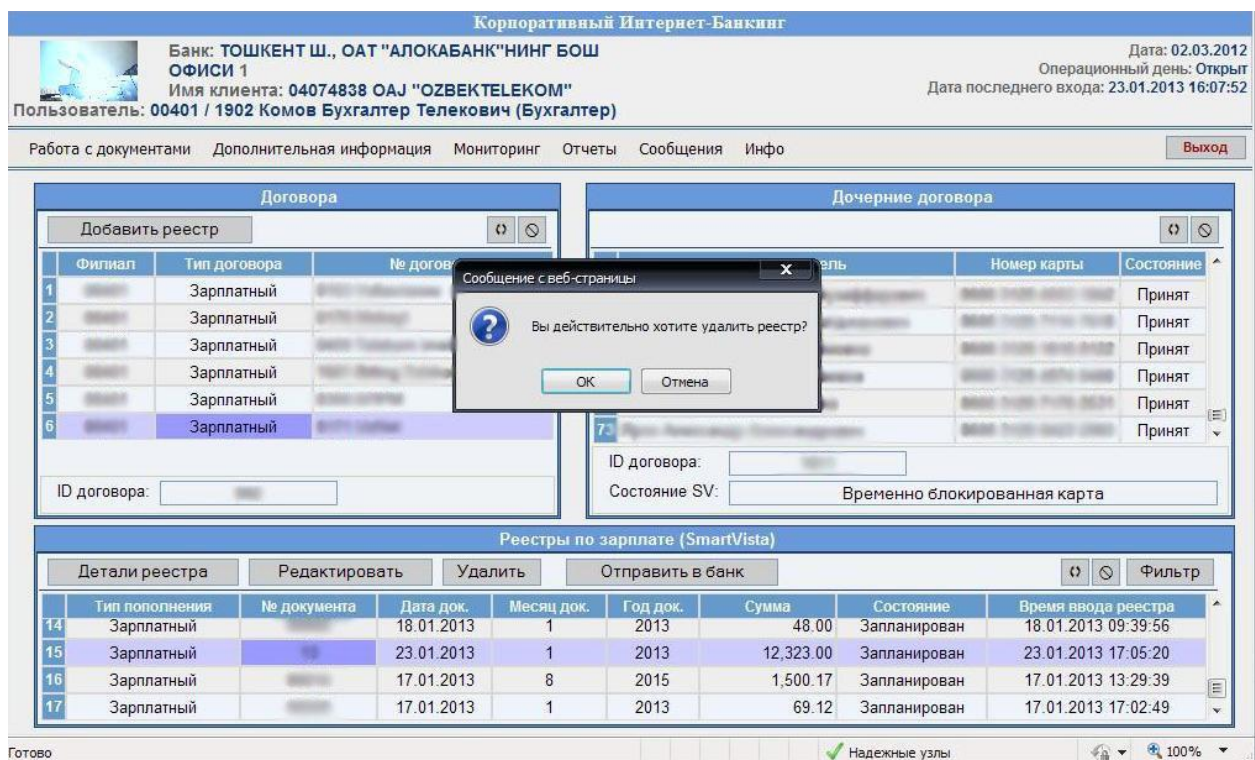 Корпоративный Интернет-Банкинг
Банк: ТОШКЕНТ Ш., ОАТ "АЛОКАБАНК"НИНГ БОШ
ОФИСИ 1
Имя клиента: 04074838 OAJ "OZBEKTELEKOM"
Пользователь: 00401 / 1902 Комов Бухгалтер Телекович (Бухгалтер)
Дата: 02.03.2012
Операционный день: Открыт
Дата последнего входа: 23.01.2013 16:07:52
Работа с документами Дополнительная информация Мониторинг Отчеты Сообщения Инфо Выход
Договора
Добавить реестр
Филиал Тип договора № догов
1 Зарплатный
2 Зарплатный
3 Зарплатный
4 Зарплатный
5 Зарплатный
6 Зарплатный
ID договора:
Дочерние договора
ель Номер карты Состояние
Принят
Принят
Принят
Принят
Принят
73 Принят
ID договора:
Состояние SV: Временно блокированная карта
Сообщение с веб-страницы x
Вы действительно хотите удалить реестр?
OK Отмена
Реестры по зарплате (SmartVista)
Детали реестра Редактировать Удалить Отправить в банк Фильтр
Тип пополнения № документа Дата док. Месяц док. Год док. Сумма Состояние Время ввода реестра
14 Зарплатный 18.01.2013 1 2013 48.00 Запланирован 18.01.2013 09:39:56
15 Зарплатный 23.01.2013 1 2013 12,323.00 Запланирован 23.01.2013 17:05:20
16 Зарплатный 17.01.2013 8 2015 1,500.17 Запланирован 17.01.2013 13:29:39
17 Зарплатный 17.01.2013 1 2013 69.12 Запланирован 17.01.2013 17:02:49
Готово Надежные узлы 100%